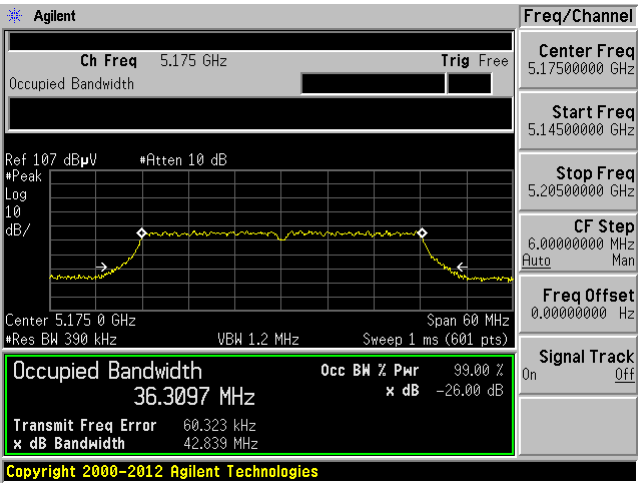 Agilent
Freq/Channel
Ch Freq 5.175 GHz Trig Free
Occupied Bandwidth
Center Freq
5.17500000 GHz
Start Freq
5.14500000 GHz
Stop Freq
5.20500000 GHz
CF Step
6.00000000 MHz
Auto Man
Freq Offset
0.00000000 Hz
Signal Track
On Off
Ref 107 dBµV #Atten 10 dB
#Peak
Log
10
dB/
Center 5.175 0 GHz Span 60 MHz
#Res BW 390 kHz VBW 1.2 MHz Sweep 1 ms (601 pts)
Occupied Bandwidth Occ BW % Pwr 99.00 %
36.3097 MHz x dB -26.00 dB
Transmit Freq Error 60.323 kHz
x dB Bandwidth 42.839 MHz
Copyright 2000-2012 Agilent Technologies